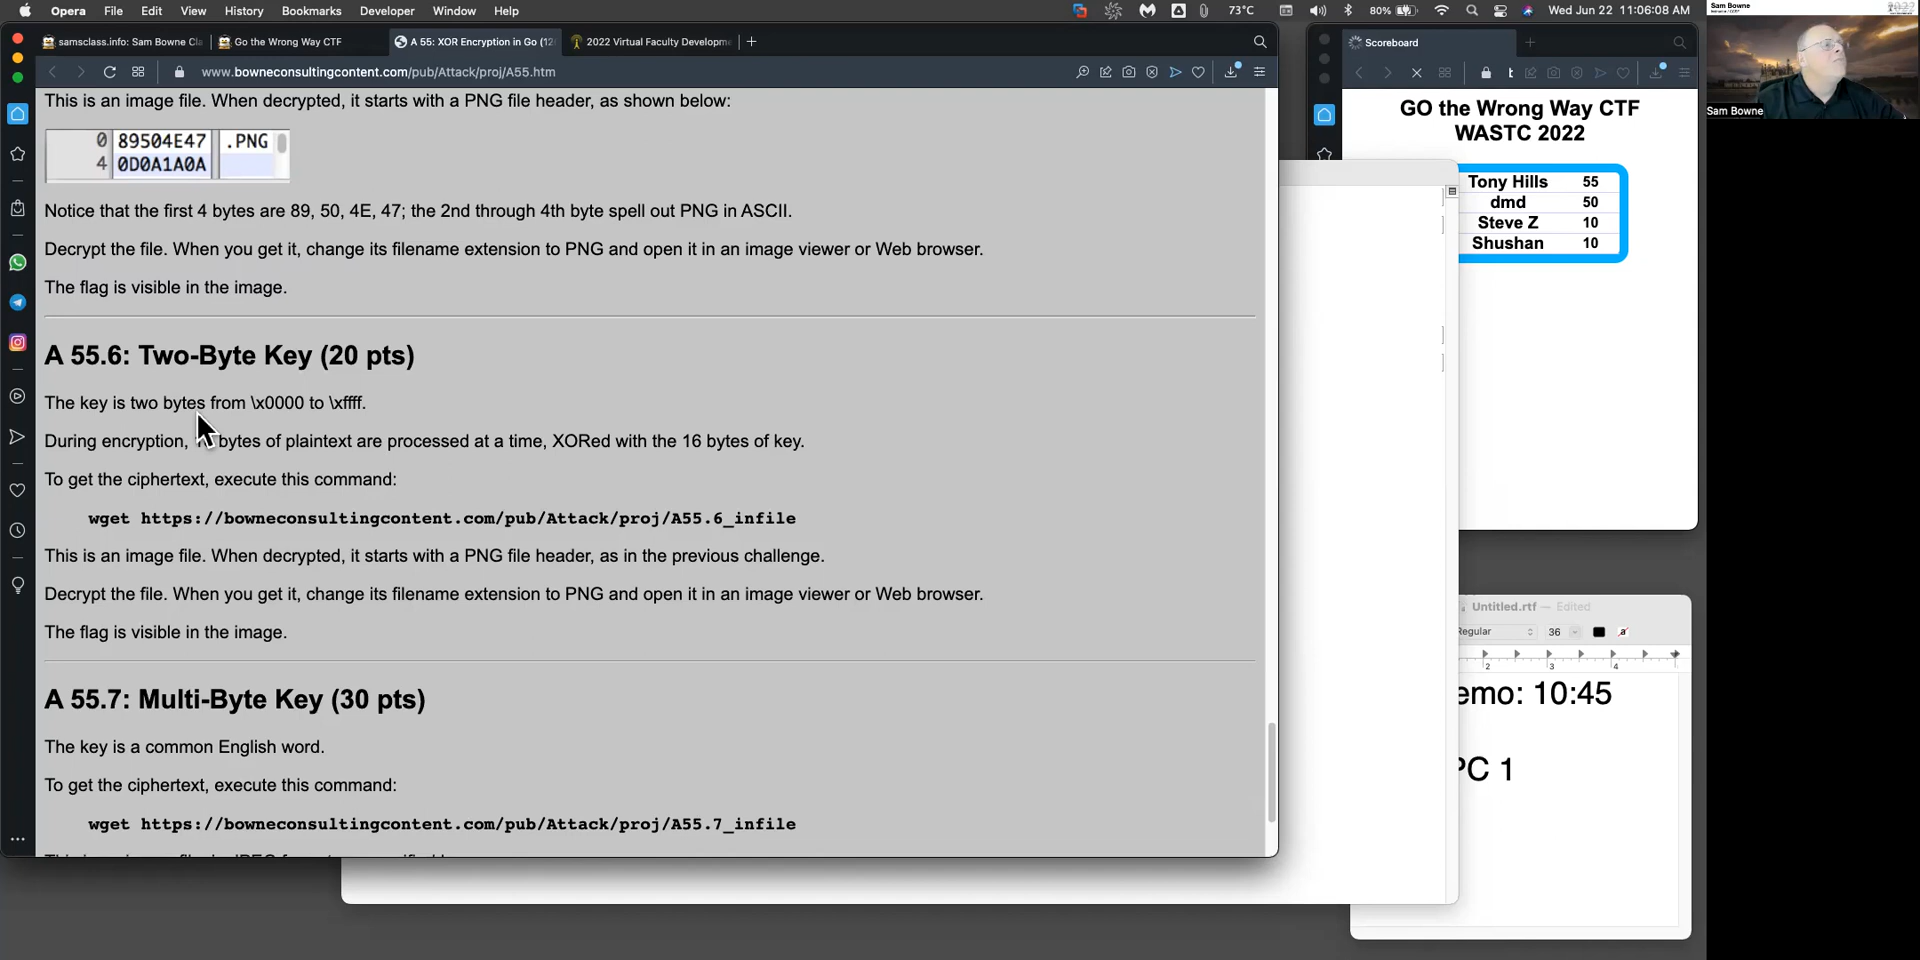 Opera File Edit View History Bookmarks Developer Window Help 73°C 80% Wed Jun 22 11:06:08 AM
samsclass.info: Sam Bowne Cla Go the Wrong Way CTF A 55: XOR Encryption in Go (12 2022 Virtual Faculty Developm
www.bowneconsultingcontent.com/pub/Attack/proj/A55.htm
This is an image file. When decrypted, it starts with a PNG file header, as shown below:
0 89504E47 .PNG
4 0D0A1A0A
Notice that the first 4 bytes are 89, 50, 4E, 47; the 2nd through 4th byte spell out PNG in ASCII.
Decrypt the file. When you get it, change its filename extension to PNG and open it in an image viewer or Web browser.
The flag is visible in the image.
A 55.6: Two-Byte Key (20 pts)
The key is two bytes from \x0000 to \xffff.
During encryption, bytes of plaintext are processed at a time, XORed with the 16 bytes of key.
To get the ciphertext, execute this command:
wget https://bowneconsultingcontent.com/pub/Attack/proj/A55.6_infile
This is an image file. When decrypted, it starts with a PNG file header, as in the previous challenge.
Decrypt the file. When you get it, change its filename extension to PNG and open it in an image viewer or Web browser.
The flag is visible in the image.
A 55.7: Multi-Byte Key (30 pts)
The key is a common English word.
To get the ciphertext, execute this command:
wget https://bowneconsultingcontent.com/pub/Attack/proj/A55.7_infile
Scoreboard
GO the Wrong Way CTF
WASTC 2022
Tony Hills 55
dmd 50
Steve Z 10
Shushan 10
Untitled.rtf — Edited
Regular 36
2 3 4
emo: 10:45
PC 1
Sam Bowne
Sam Bowne